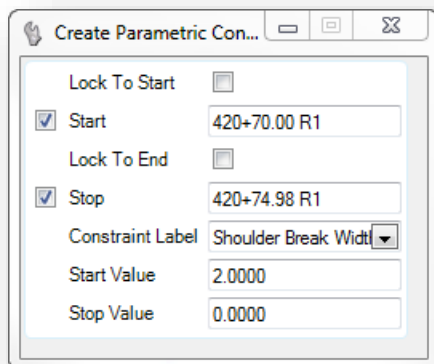 Create Parametric Con...
Lock To Start
Start 420+70.00 R1
Lock To End
Stop 420+74.98 R1
Constraint Label Shoulder Break Widtl
Start Value 2.0000
Stop Value 0.0000